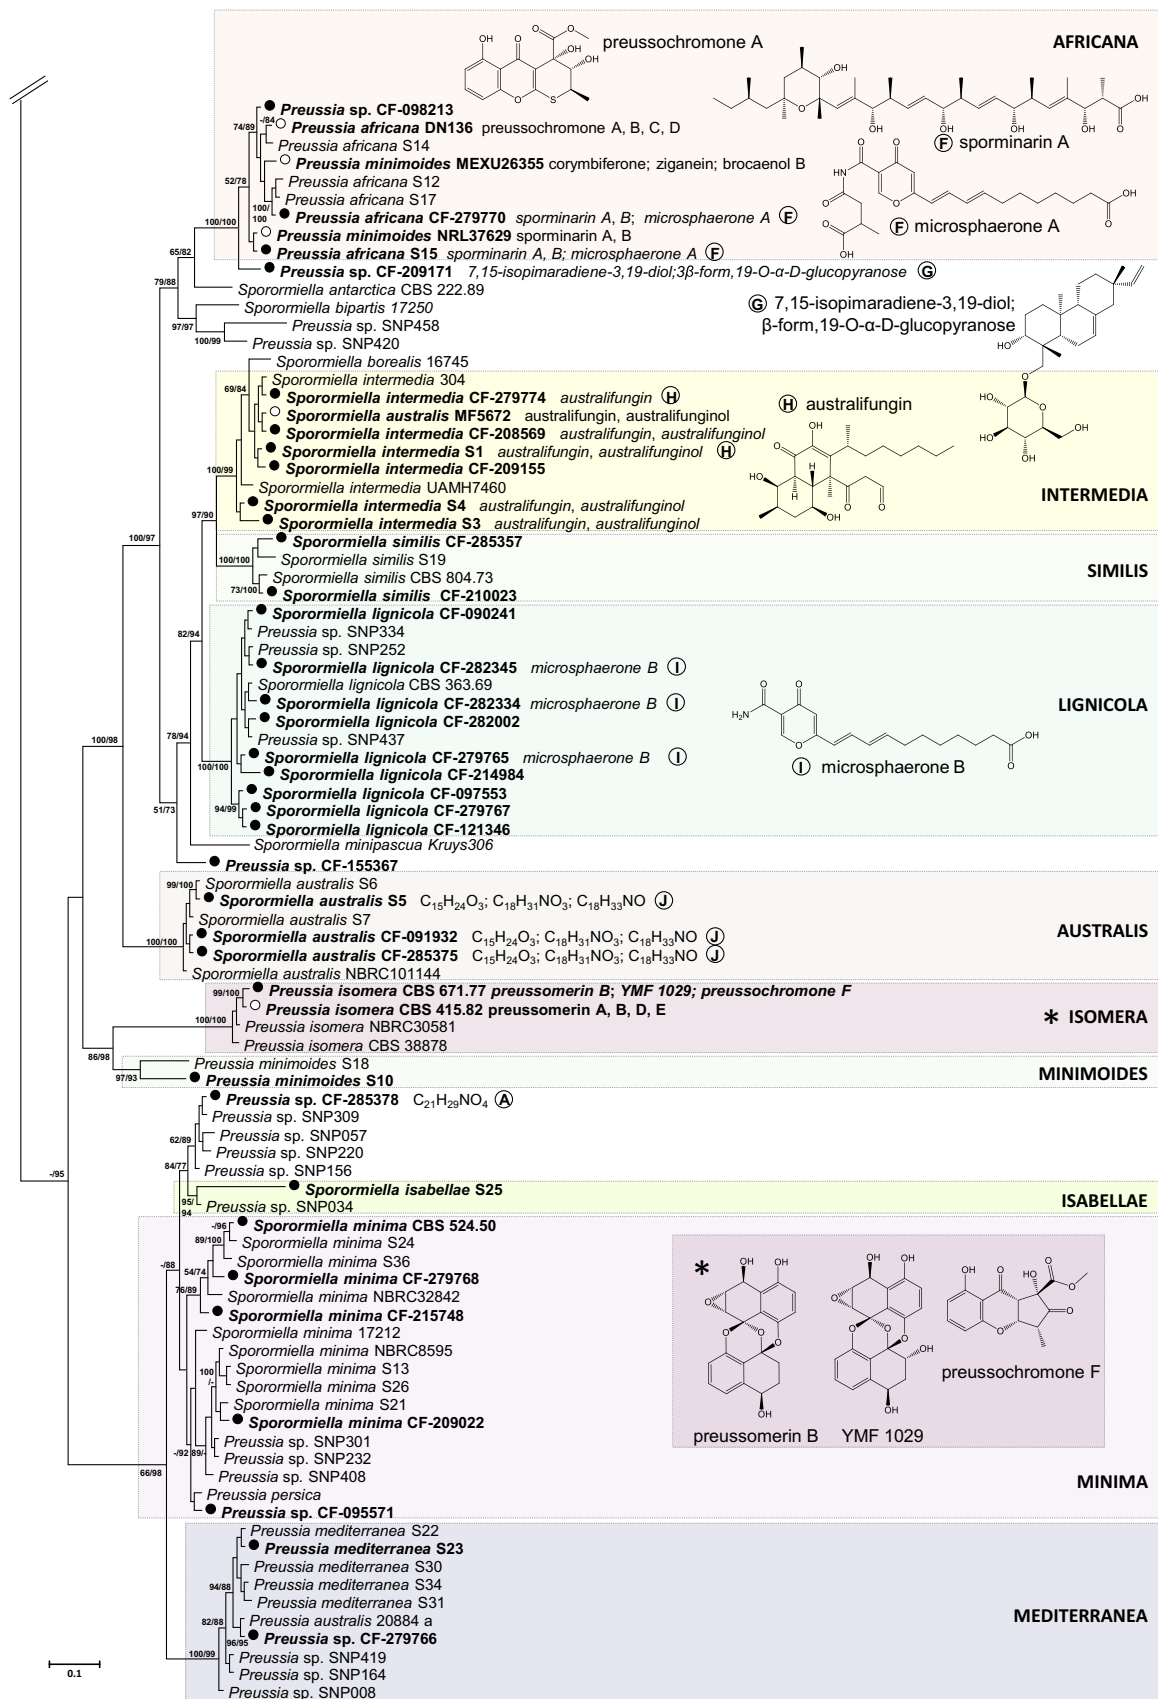 AFRICANA
preussochromone A
Preussia sp. CF-098213
Preussia africana DN136 preussochromone A, B, C, D
Preussia africana S14
Ⓕ sporminarin A
Preussia minimoides MEXU26355 corymbiferone; ziganein; brocaenol B
Preussia africana S12
Preussia africana S17
Preussia africana CF-279770 sporminarin A, B; microsphaerone A Ⓕ
Ⓕ microsphaerone A
Preussia minimoides NRL37629 sporminarin A, B
Preussia africana S15 sporminarin A, B; microsphaerone A Ⓕ
Preussia sp. CF-209171 7,15-isopimaradiene-3,19-diol;3β-form,19-O-α-D-glucopyranose Ⓖ
Sporormiella antarctica CBS 222.89
Ⓖ 7,15-isopimaradiene-3,19-diol;
β-form,19-O-α-D-glucopyranose
Sporormiella bipartis 17250
Preussia sp. SNP458
Preussia sp. SNP420
Sporormiella borealis 16745
Sporormiella intermedia 304
Sporormiella intermedia CF-279774 australifungin Ⓗ
Ⓗ australifungin
Sporormiella australis MF5672 australifungin, australifunginol
Sporormiella intermedia CF-208569 australifungin, australifunginol
Sporormiella intermedia S1 australifungin, australifunginol Ⓗ
Sporormiella intermedia CF-209155
Sporormiella intermedia UAMH7460
INTERMEDIA
Sporormiella intermedia S4 australifungin, australifunginol
Sporormiella intermedia S3 australifungin, australifunginol
Sporormiella similis CF-285357
Sporormiella similis S19
SIMILIS
Sporormiella similis CBS 804.73
Sporormiella similis CF-210023
Sporormiella lignicola CF-090241
Preussia sp. SNP334
Preussia sp. SNP252
Sporormiella lignicola CF-282345 microsphaerone B Ⓘ
Sporormiella lignicola CBS 363.69
Sporormiella lignicola CF-282334 microsphaerone B Ⓘ
LIGNICOLA
Sporormiella lignicola CF-282002
Preussia sp. SNP437
Sporormiella lignicola CF-279765 microsphaerone B Ⓘ
Ⓘ microsphaerone B
Sporormiella lignicola CF-214984
Sporormiella lignicola CF-097553
Sporormiella lignicola CF-279767
Sporormiella lignicola CF-121346
Sporormiella minipascua Kruys306
Preussia sp. CF-155367
Sporormiella australis S6
Sporormiella australis S5 C15H24O3; C18H31NO3; C18H33NO Ⓙ
Sporormiella australis S7
AUSTRALIS
Sporormiella australis CF-091932 C15H24O3; C18H31NO3; C18H33NO Ⓙ
Sporormiella australis CF-285375 C15H24O3; C18H31NO3; C18H33NO Ⓙ
Sporormiella australis NBRC101144
Preussia isomera CBS 671.77 preussomerin B; YMF 1029; preussochromone F
Preussia isomera CBS 415.82 preussomerin A, B, D, E
* ISOMERA
Preussia isomera NBRC30581
Preussia isomera CBS 38878
Preussia minimoides S18
MINIMOIDES
Preussia minimoides S10
Preussia sp. CF-285378 C21H29NO4 Ⓐ
Preussia sp. SNP309
Preussia sp. SNP057
Preussia sp. SNP220
Preussia sp. SNP156
Sporormiella isabellae S25
ISABELLAE
Preussia sp. SNP034
Sporormiella minima CBS 524.50
Sporormiella minima S24
Sporormiella minima S36
Sporormiella minima CF-279768
Sporormiella minima NBRC32842
Sporormiella minima CF-215748
Sporormiella minima 17212
Sporormiella minima NBRC8595
Sporormiella minima S13
preussochromone F
Sporormiella minima S26
Sporormiella minima S21
Sporormiella minima CF-209022
preussomerin B YMF 1029
Preussia sp. SNP301
Preussia sp. SNP232
Preussia sp. SNP408
MINIMA
Preussia persica
Preussia sp. CF-095571
Preussia mediterranea S22
Preussia mediterranea S23
Preussia mediterranea S30
Preussia mediterranea S34
Preussia mediterranea S31
MEDITERRANEA
Preussia australis 20884 a
Preussia sp. CF-279766
Preussia sp. SNP419
Preussia sp. SNP164
Preussia sp. SNP008
0.1